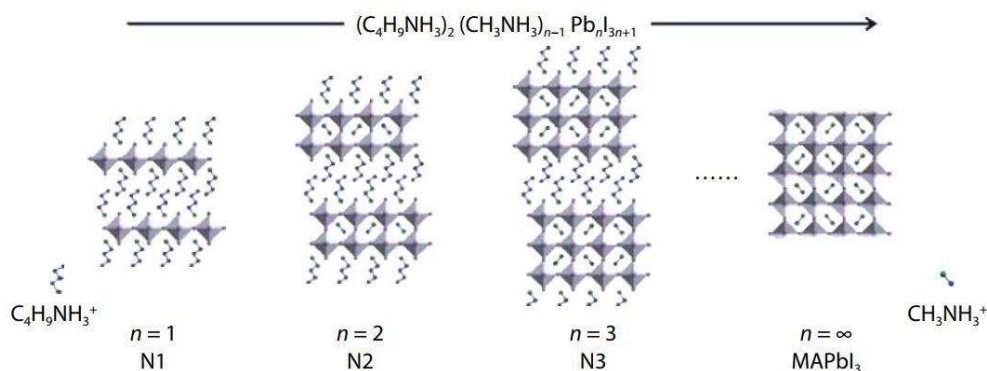 (C₄H₉NH₃)₂ (CH₃NH₃)ₙ₋₁ PbₙI₃ₙ₊₁
......
C₄H₉NH₃⁺
CH₃NH₃⁺
n = 1
n = 2
n = 3
n = ∞
N1
N2
N3
MAPbI₃